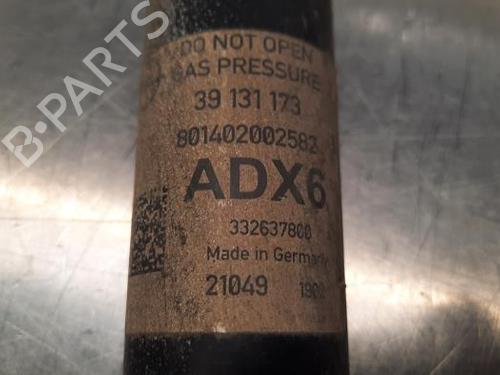 DO NOT OPEN
GAS PRESSURE
39 131 173
801402002582
ADX6
332637800
Made in Germany
21049
B-PARTS